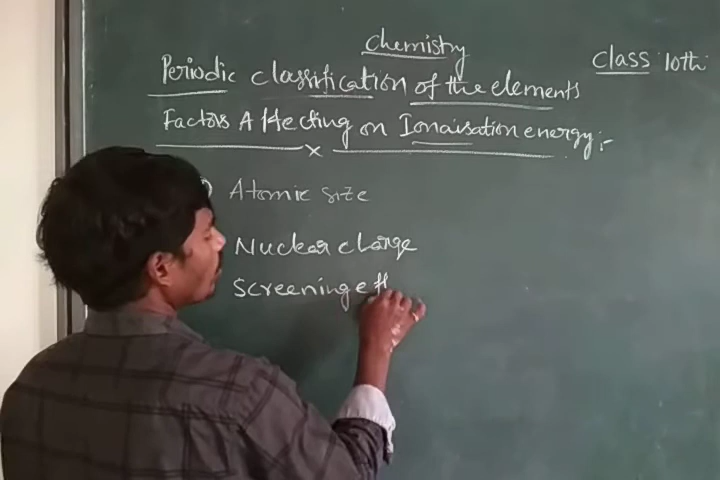 Chemistry
Class 10th
Periodic classification of the elements
Factors Affecting on Ionaisation energy:-
Atomic size
Nuclear charge
Screening eff